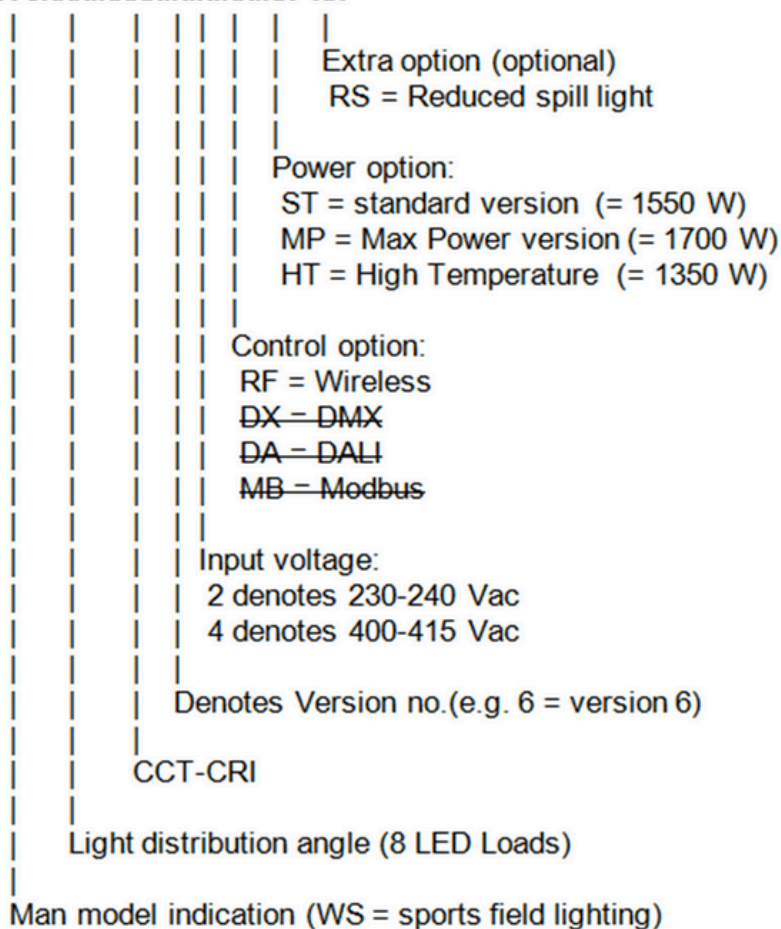 Extra option (optional)
RS = Reduced spill light
Power option:
ST = standard version (= 1550 W)
MP = Max Power version (= 1700 W)
HT = High Temperature (= 1350 W)
Control option:
RF = Wireless
DX = DMX
DA = DALI
MB = Modbus
Input voltage:
2 denotes 230-240 Vac
4 denotes 400-415 Vac
Denotes Version no.(e.g. 6 = version 6)
CCT-CRI
Light distribution angle (8 LED Loads)
Man model indication (WS = sports field lighting)